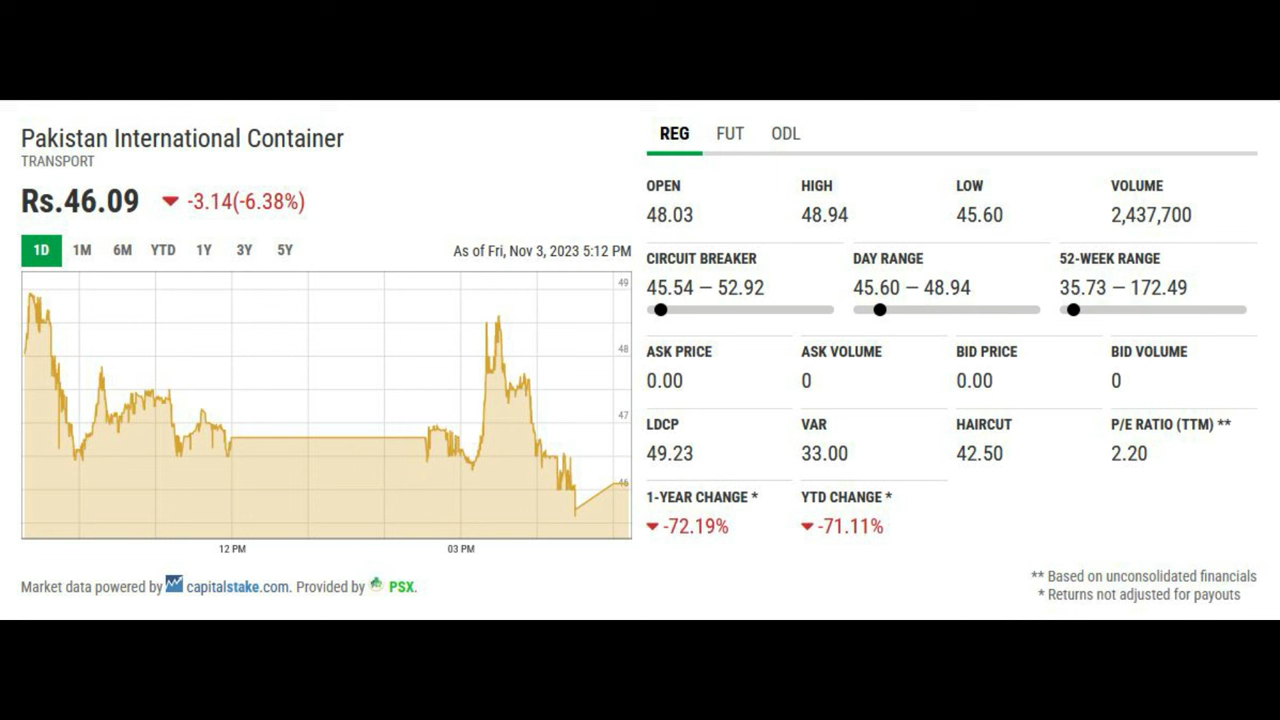 Pakistan International Container
TRANSPORT
Rs.46.09 -3.14(-6.38%)
1D 1M 6M YTD 1Y 3Y 5Y As of Fri, Nov 3, 2023 5:12 PM
49
48
47
46
12 PM 03 PM
Market data powered by capitalstake.com. Provided by PSX.
REG FUT ODL
OPEN HIGH LOW VOLUME
48.03 48.94 45.60 2,437,700
CIRCUIT BREAKER DAY RANGE 52-WEEK RANGE
45.54 — 52.92 45.60 — 48.94 35.73 — 172.49
ASK PRICE ASK VOLUME BID PRICE BID VOLUME
0.00 0 0.00 0
LDCP VAR HAIRCUT P/E RATIO (TTM) **
49.23 33.00 42.50 2.20
1-YEAR CHANGE * YTD CHANGE *
-72.19% -71.11%
** Based on unconsolidated financials
* Returns not adjusted for payouts